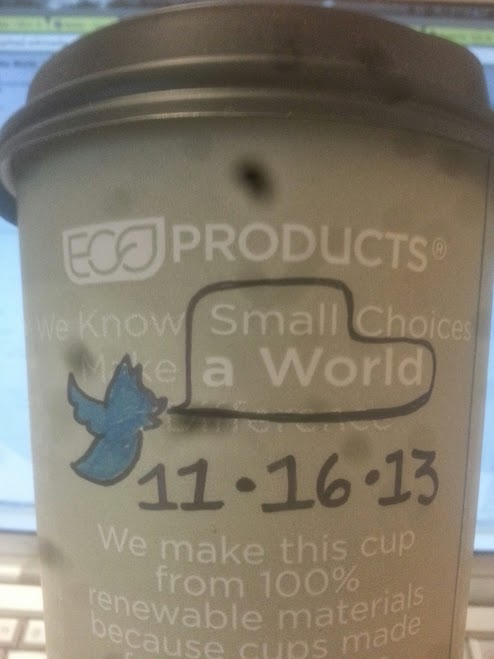 ECO PRODUCTS®
We Know Small Choices
Make a World
Difference
11·16·13
We make this cup
from 100%
renewable materials
because cups made